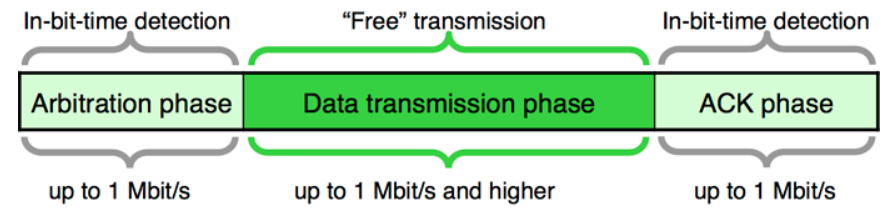 In-bit-time detection “Free” transmission In-bit-time detection
Arbitration phase Data transmission phase ACK phase
up to 1 Mbit/s up to 1 Mbit/s and higher up to 1 Mbit/s